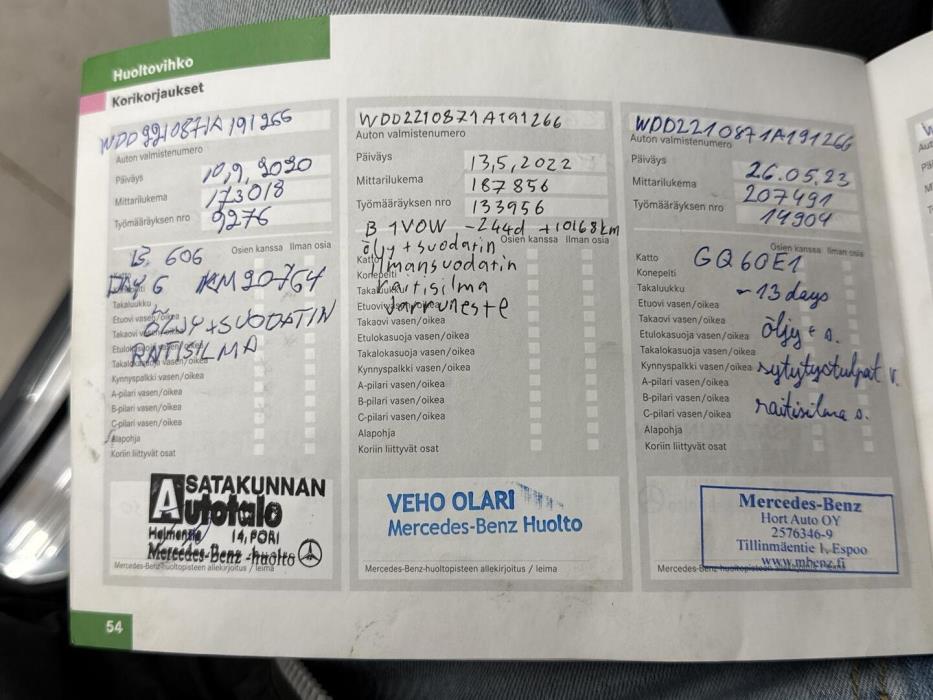 Huoltovihko
Korikorjaukset
WDD221087IA191266
Auton valmistenumero
Päiväys
10,9,2020
Mittarilukema
173018
Työmääräyksen nro
9276
Osien kanssa Ilman osia
B 606
DAY 6 KM 20764
Takaluukku
Etuovi vasen/oikea
ÖLJY+SUODATIN
Takaovi vasen/oikea
RAITISILMA
Takalokasuoja vasen/oikea
Kynnyspalkki vasen/oikea
A-pilari vasen/oikea
B-pilari vasen/oikea
C-pilari vasen/oikea
Alapohja
Koriin liittyvät osat
SATAKUNNAN
Autotalo
14, PORI
Mercedes-Benz -huolto
Mercedes-Benz-huoltopisteen allekirjoitus / leima
WDD2210871A191266
Auton valmistenumero
Päiväys
13,5,2022
Mittarilukema
187856
Työmääräyksen nro
133956
B 1VOW -244d +10168km
öljy+suodatin
Osien kanssa Ilman osia
Katto
Ilmansuodatin
Konepelti
raitisilma
Takaluukku
Jarruneste
Etuovi vasen/oikea
Takaovi vasen/oikea
Etulokasuoja vasen/oikea
Takalokasuoja vasen/oikea
Kynnyspalkki vasen/oikea
A-pilari vasen/oikea
B-pilari vasen/oikea
C-pilari vasen/oikea
Alapohja
Koriin liittyvät osat
VEHO OLARI
Mercedes-Benz Huolto
Mercedes-Benz-huoltopisteen allekirjoitus / leima
WDD2210871A191266
Auton valmistenumero
Päiväys
26.05.23
Mittarilukema
207491
Työmääräyksen nro
14904
Osien kanssa Ilman osia
Katto
GQ60E1
Konepelti
Takaluukku
-13 days
Etuovi vasen/oikea
Takaovi vasen/oikea
öljy + s.
Etulokasuoja vasen/oikea
Takalokasuoja vasen/oikea
Kynnyspalkki vasen/oikea
sytytystulpat v.
A-pilari vasen/oikea
B-pilari vasen/oikea
raitisilma s.
C-pilari vasen/oikea
Alapohja
Koriin liittyvät osat
Mercedes-Benz
Hort Auto OY
2576346-9
Tillinmäentie 1, Espoo
www.mbenz.fi
Mercedes-Benz-huoltopisteen allekirjoitus / leima
54